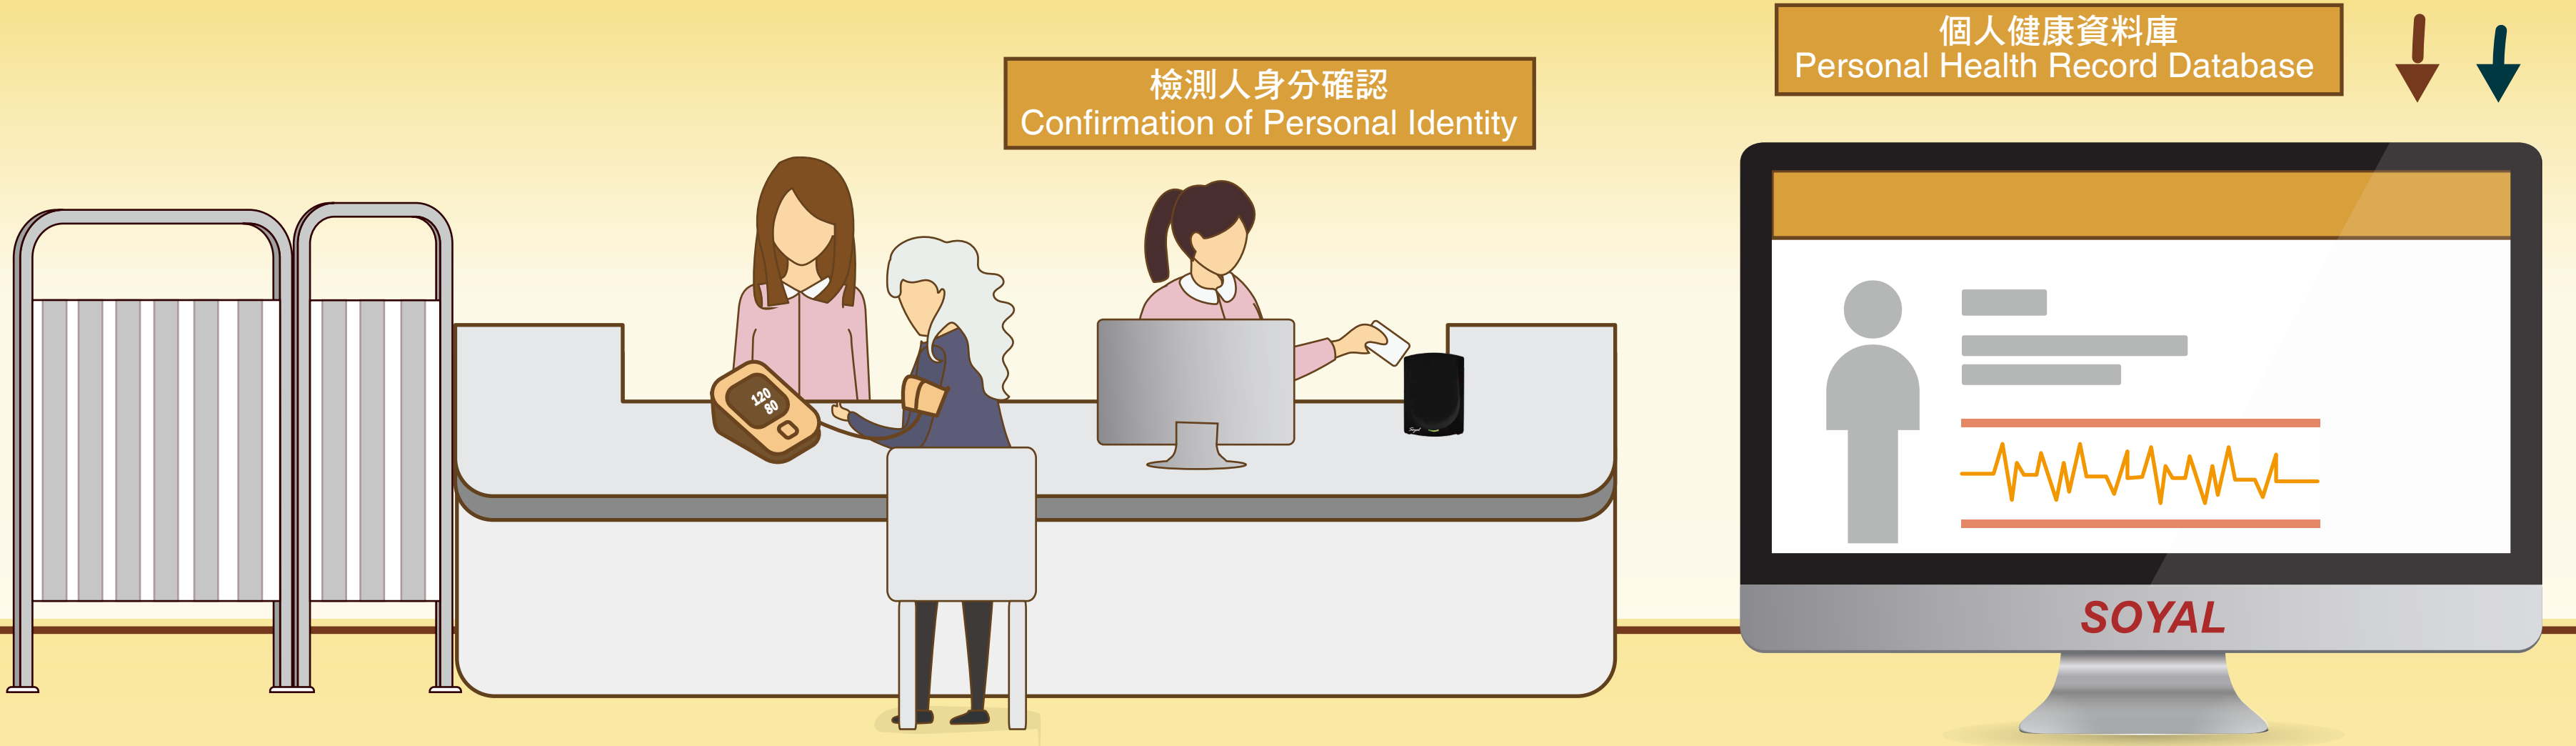 檢測人身分確認
Confirmation of Personal Identity
個人健康資料庫
Personal Health Record Database
120
80
Soyal
SOYAL